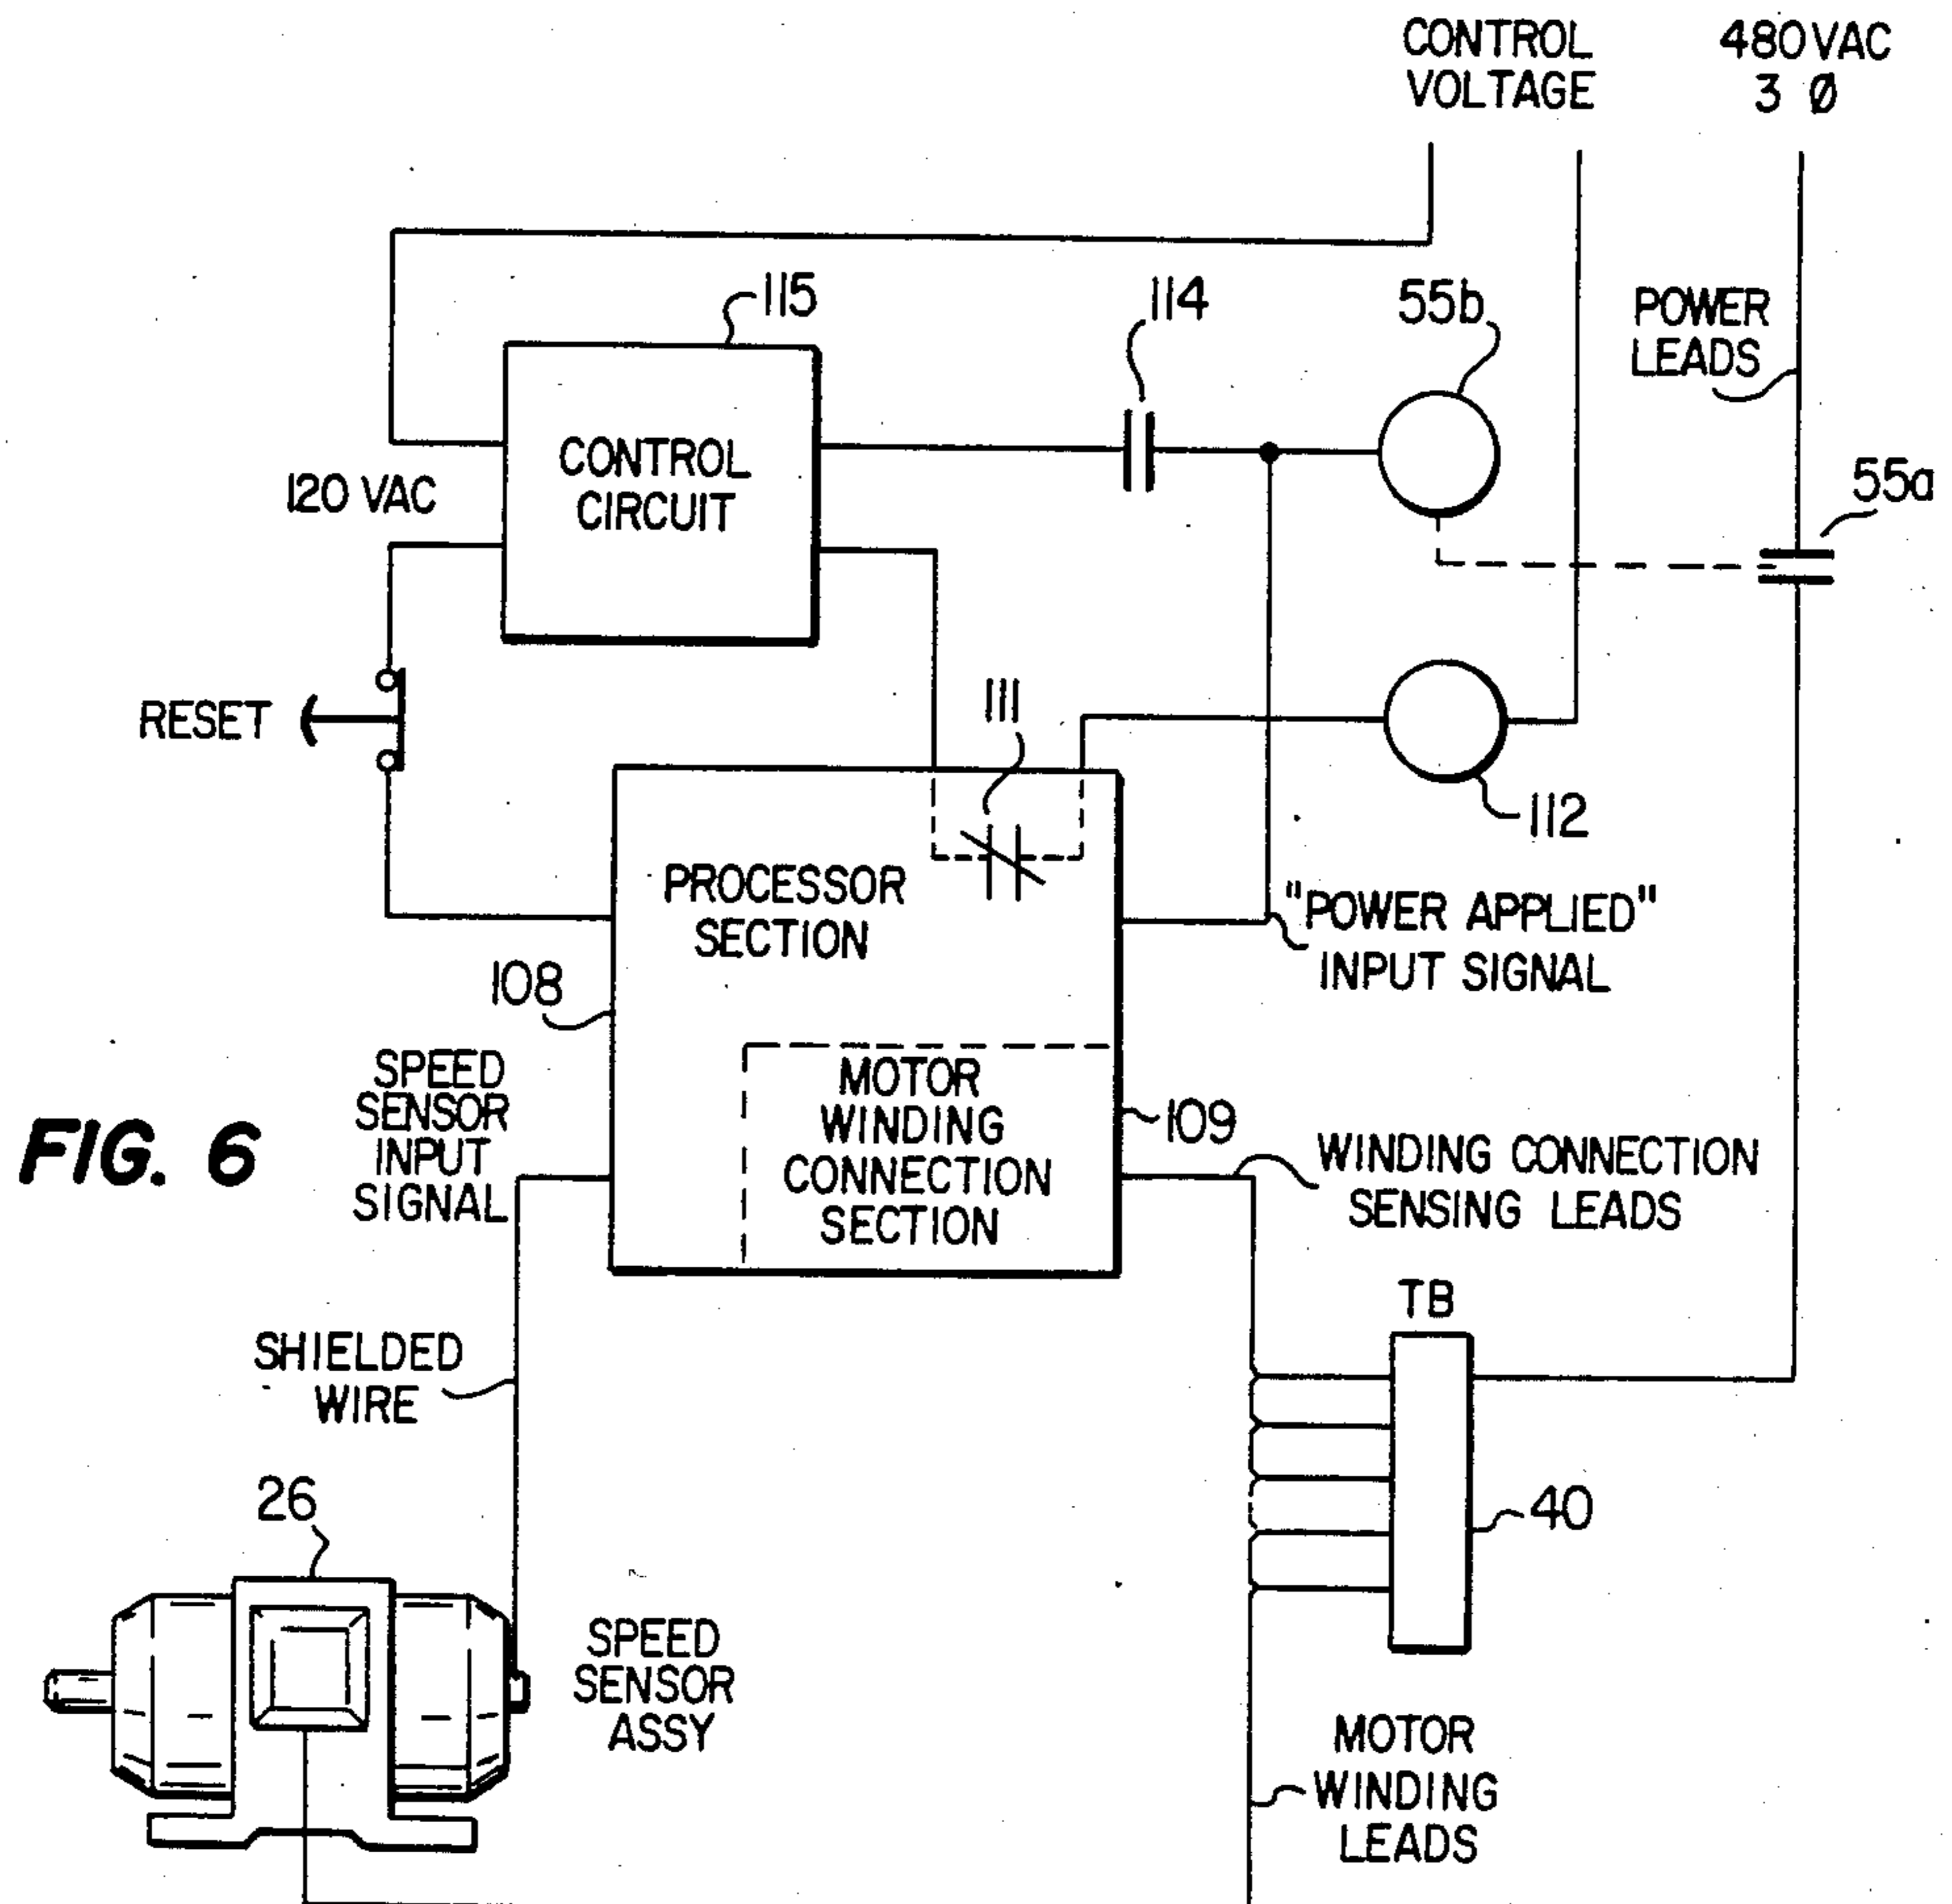 CONTROL
VOLTAGE
480 VAC
3 Ø
115
114
55b
POWER
LEADS
55a
CONTROL
CIRCUIT
120 VAC
RESET
111
112
PROCESSOR
SECTION
"POWER APPLIED"
INPUT SIGNAL
108
SPEED
SENSOR
INPUT
SIGNAL
MOTOR
WINDING
CONNECTION
SECTION
109
FIG. 6
WINDING CONNECTION
SENSING LEADS
TB
SHIELDED
WIRE
26
40
SPEED
SENSOR
ASSY
MOTOR
WINDING
LEADS